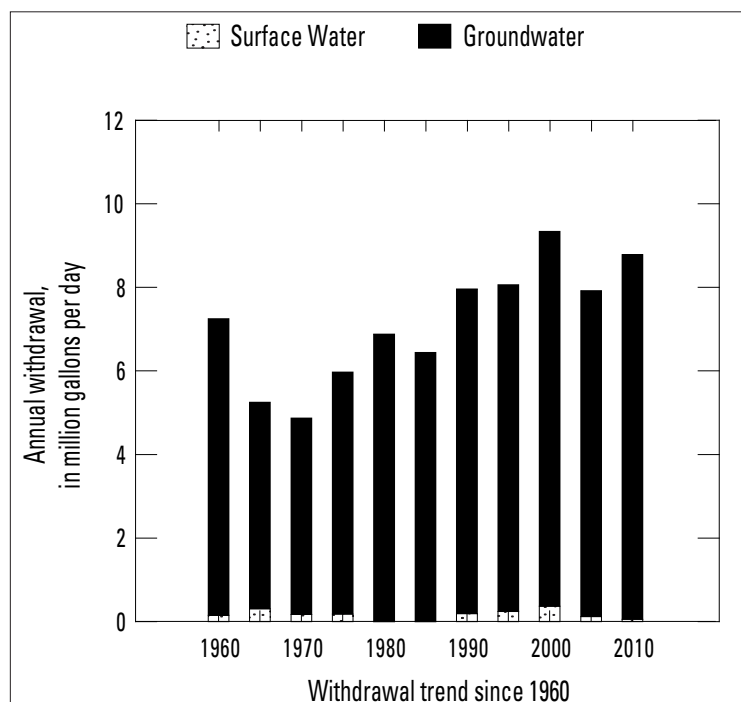 Surface Water Groundwater
12
10
8
6
4
2
0
Annual withdrawal,
in million gallons per day
1960 1970 1980 1990 2000 2010
Withdrawal trend since 1960